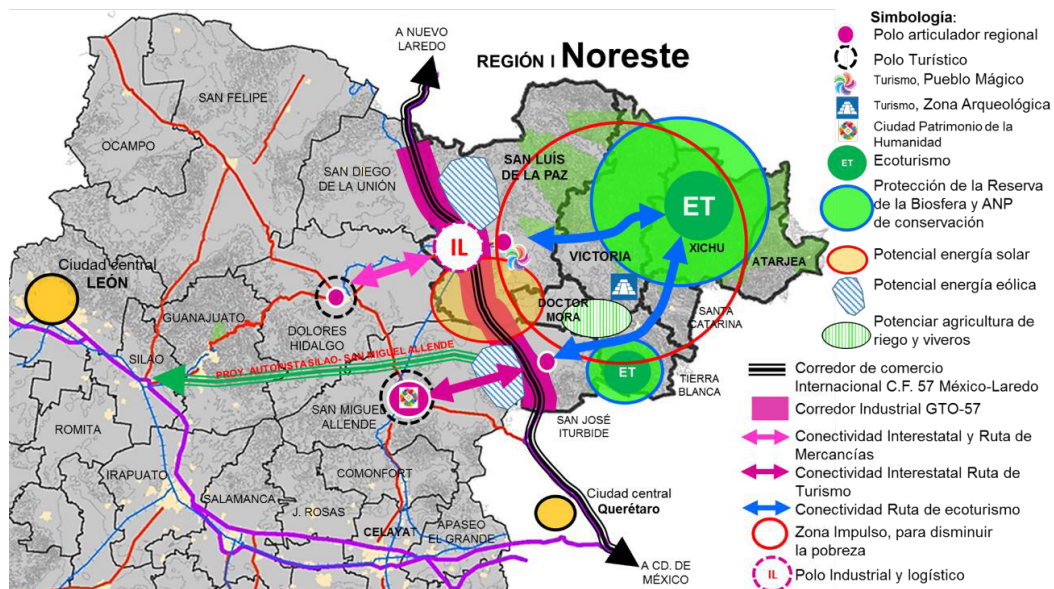 A NUEVO
LAREDO
REGIÓN I Noreste
SAN FELIPE
OCAMPO
SAN DIEGO
DE LA UNIÓN
SAN LUÍS
DE LA PAZ
ET
XICHU
ATARJEA
VICTORIA
IL
Ciudad central
LEÓN
GUANAJUATO
DOLORES
HIDALGO
DOCTOR
MORA
SANTA
CATARINA
SILAO
PROY. AUTOPISTA SILAO- SAN MIGUEL ALLENDE
ET
TIERRA
BLANCA
SAN MIGUEL
ALLENDE
SAN JOSÉ
ITURBIDE
ROMITA
IRAPUATO
COMONFORT
SALAMANCA
J. ROSAS
CELAYAT
APASEO
EL GRANDE
Ciudad central
Querétaro
A CD. DE
MÉXICO
Simbología:
Polo articulador regional
Polo Turístico
Turismo, Pueblo Mágico
Turismo, Zona Arqueológica
Ciudad Patrimonio de la
Humanidad
ET
Ecoturismo
Protección de la Reserva
de la Biosfera y ANP
de conservación
Potencial energía solar
Potencial energía eólica
Potenciar agricultura de
riego y viveros
Corredor de comercio
Internacional C.F. 57 México-Laredo
Corredor Industrial GTO-57
Conectividad Interestatal y Ruta de
Mercancías
Conectividad Interestatal Ruta de
Turismo
Conectividad Ruta de ecoturismo
Zona Impulso, para disminuir
la pobreza
IL
Polo Industrial y logístico